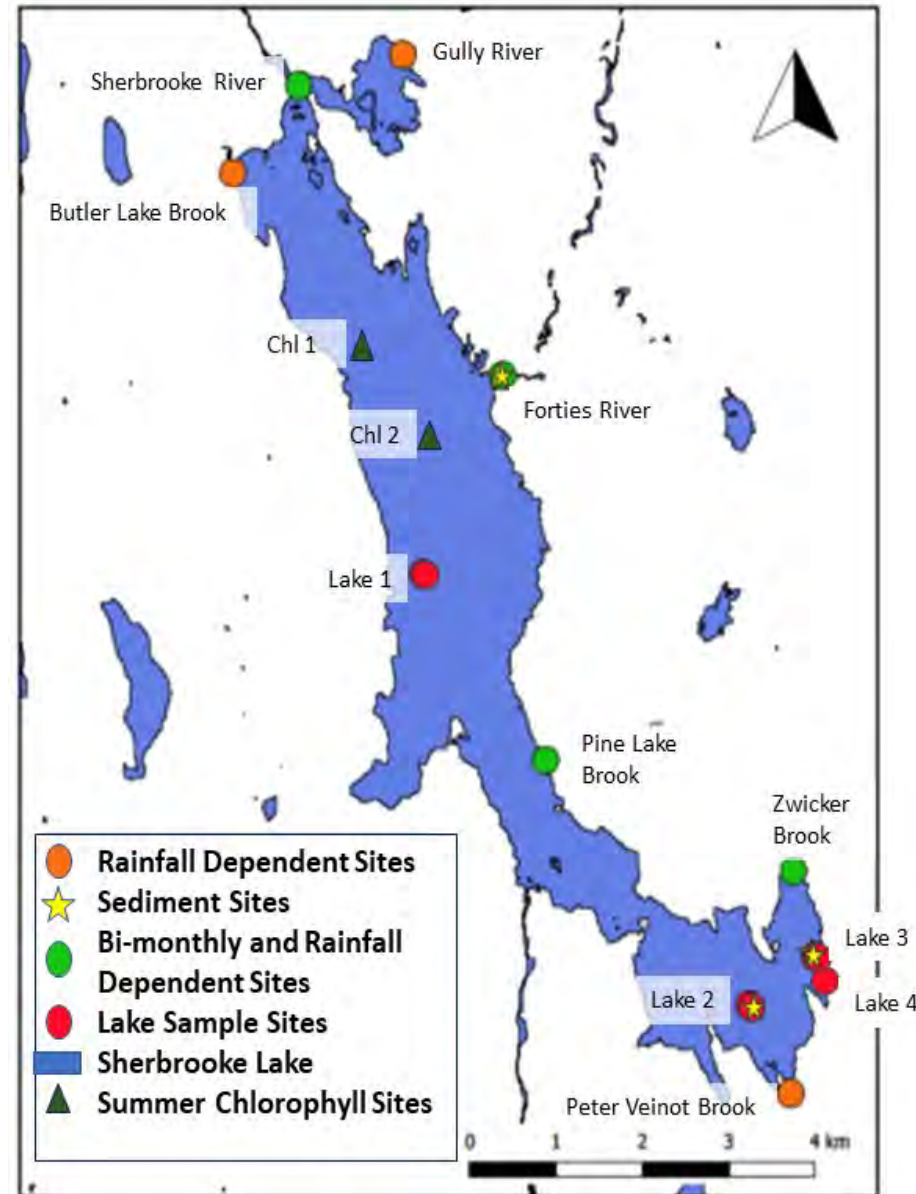 Gully River
Sherbrooke River
Butler Lake Brook
Chl 1
Forties River
Chl 2
Lake 1
Pine Lake
Brook
Zwicker
Brook
Lake 3
Lake 2
Lake 4
Peter Veinot Brook
Rainfall Dependent Sites
Sediment Sites
Bi-monthly and Rainfall
Dependent Sites
Lake Sample Sites
Sherbrooke Lake
Summer Chlorophyll Sites
0 1 2 3 4 km